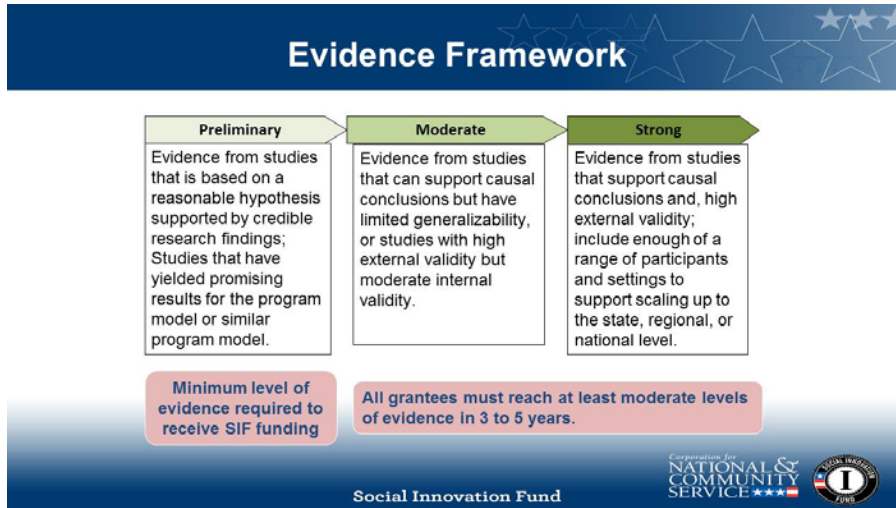 Evidence Framework
Preliminary
Evidence from studies
that is based on a
reasonable hypothesis
supported by credible
research findings;
Studies that have
yielded promising
results for the program
model or similar
program model.
Moderate
Evidence from studies
that can support causal
conclusions but have
limited generalizability,
or studies with high
external validity but
moderate internal
validity.
Strong
Evidence from studies
that support causal
conclusions and, high
external validity;
include enough of a
range of participants
and settings to
support scaling up to
the state, regional, or
national level.
Minimum level of
evidence required to
receive SIF funding
All grantees must reach at least moderate levels
of evidence in 3 to 5 years.
Social Innovation Fund
Corporation for
NATIONAL &
COMMUNITY
SERVICE
SOCIAL INNOVATION
I
FUND